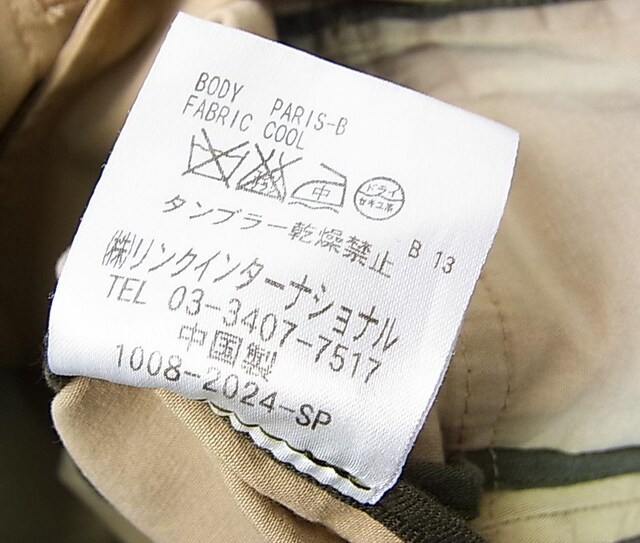 BODY PARIS-B
FABRIC COOL
中
ドライ
セキユ系
タンブラー乾燥禁止
B 13
㈱リンクインターナショナル
TEL 03-3407-7517
中国製
1008-2024-SP